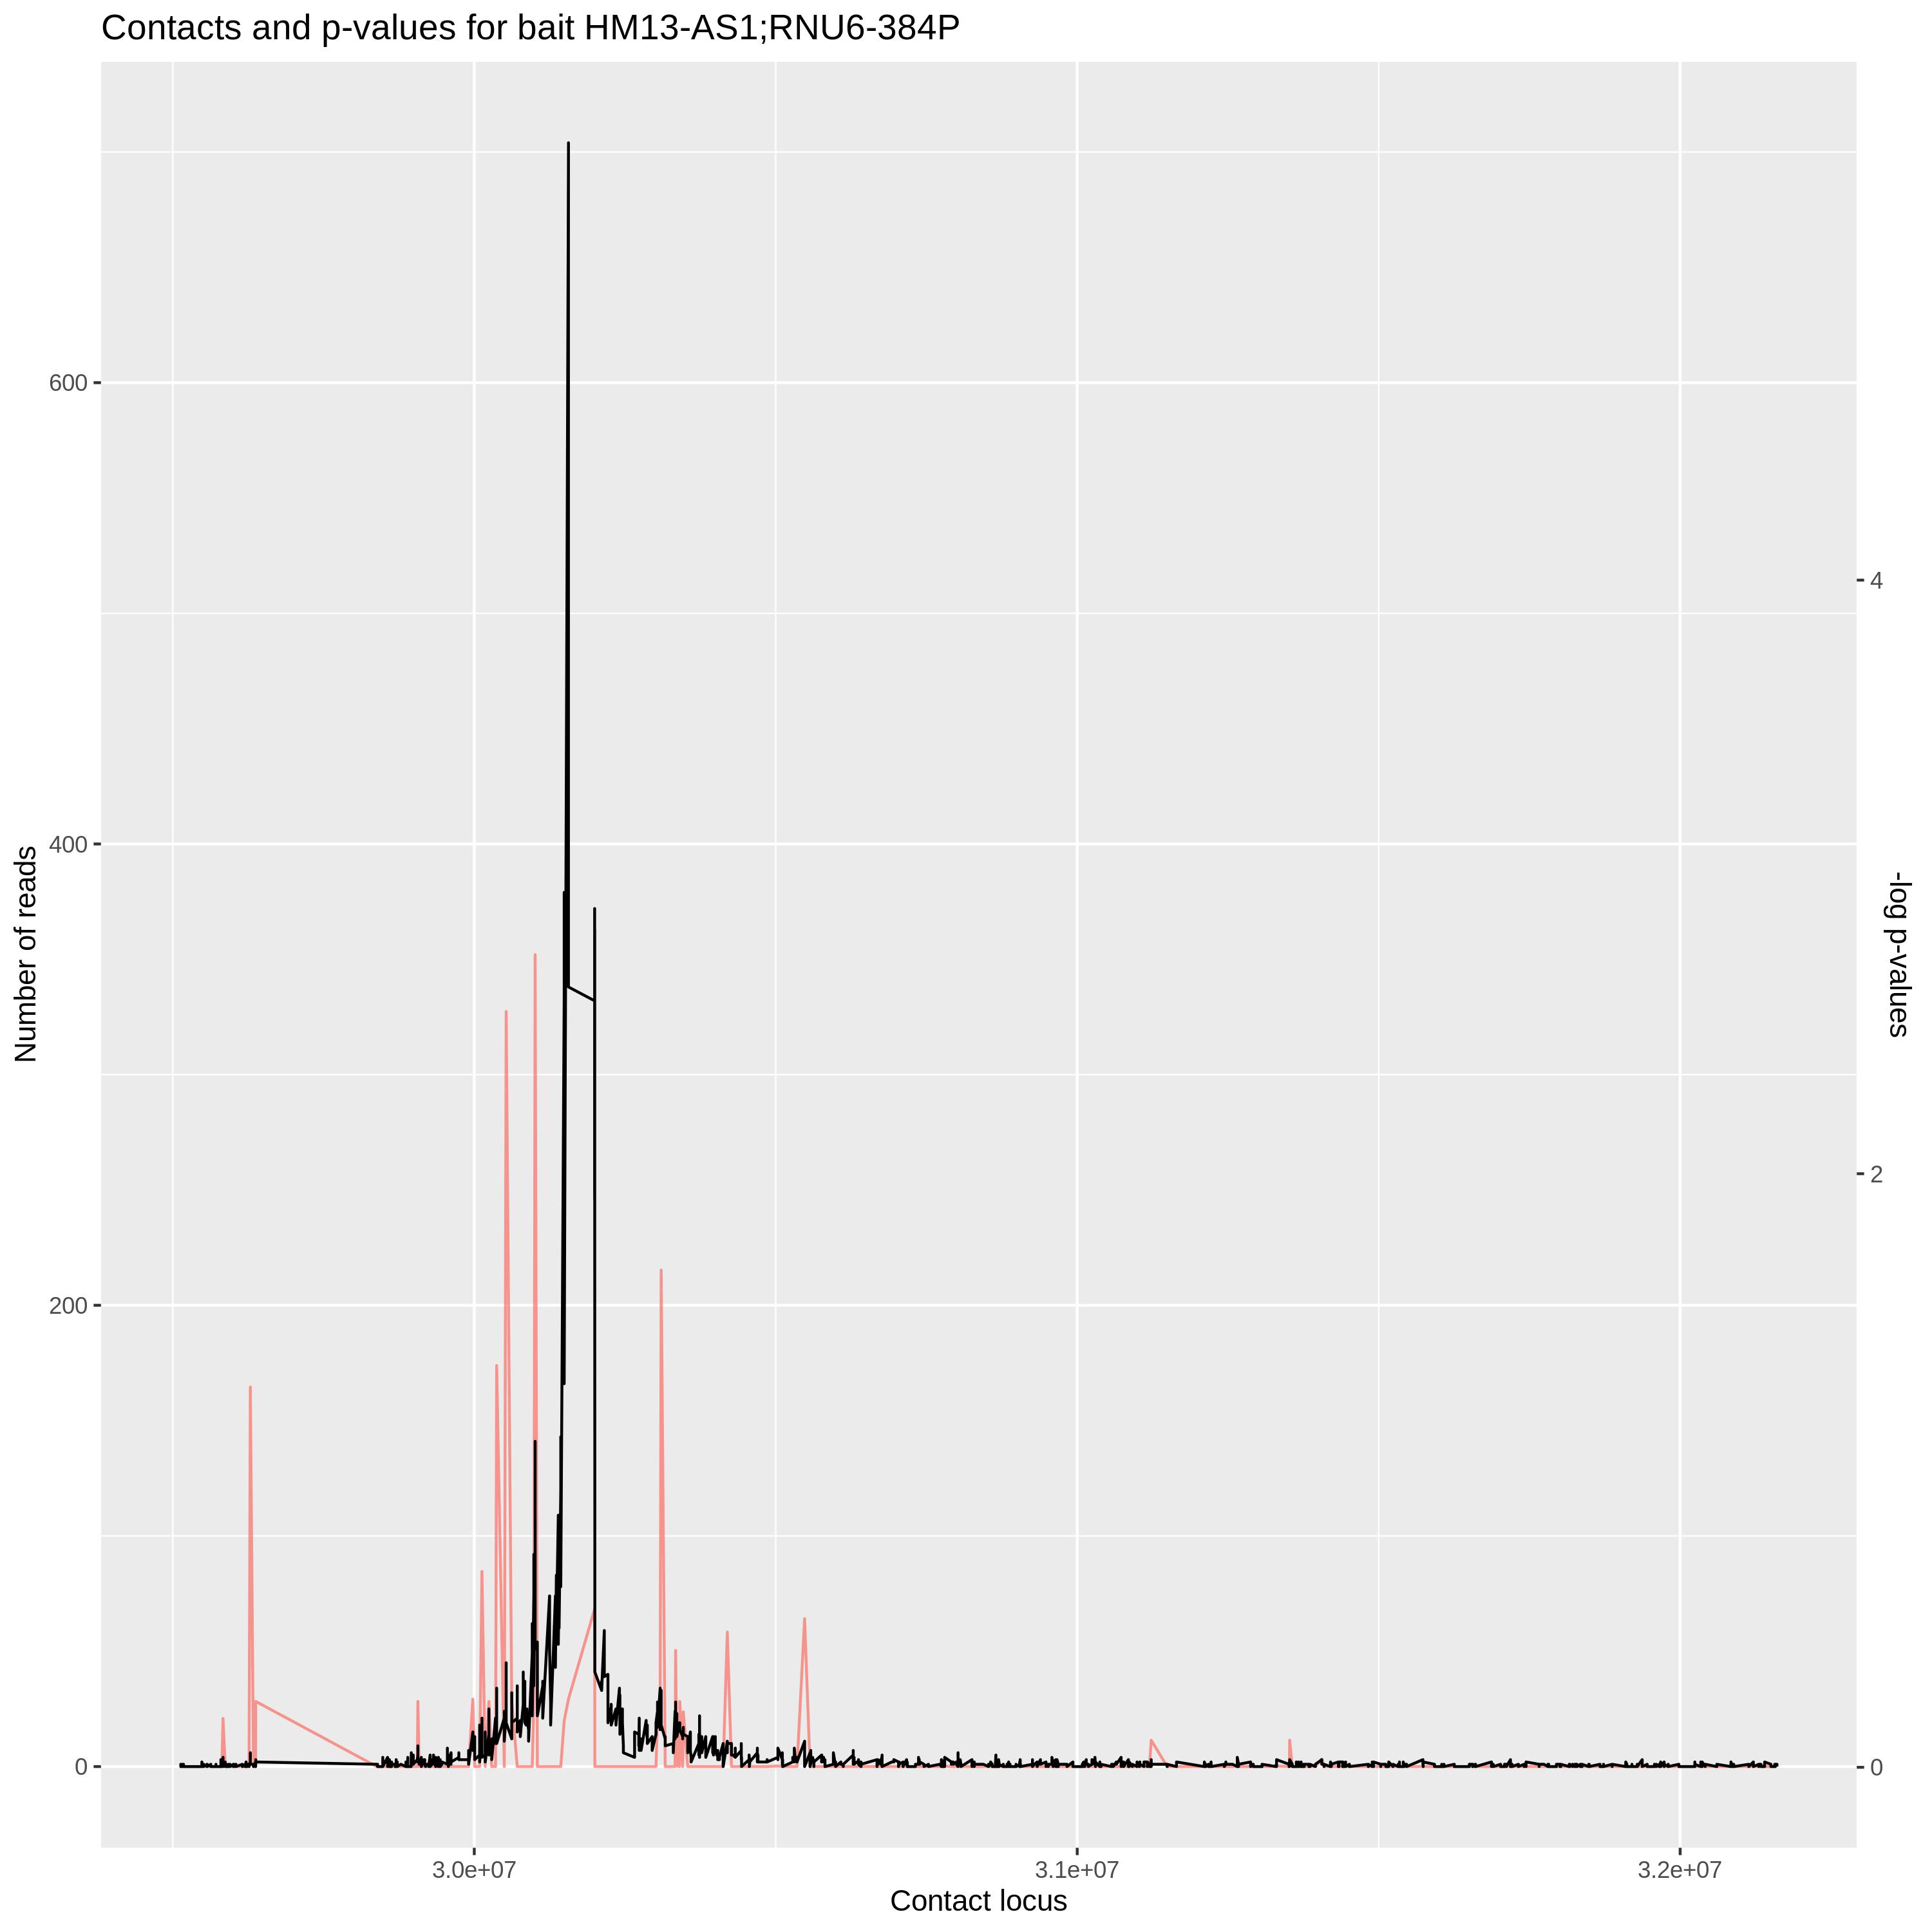 Contacts and p-values for bait HM13-AS1;RNU6-384P
600
400
200
0
Number of reads
4
2
0
-log p-values
3.0e+07
3.1e+07
3.2e+07
Contact locus